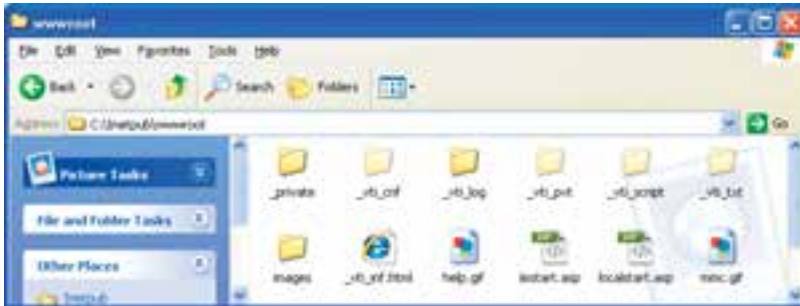 wwwroot
File Edit View Favorites Tools Help
Back Search Folders
Address C:\Inetpub\wwwroot Go
Picture Tasks
File and Folder Tasks
Other Places
Inetpub
_private _vti_cnf _vti_log _vti_pvt _vti_script _vti_txt
images _vti_inf.html help.gif iisstart.asp localstart.asp mmc.gif